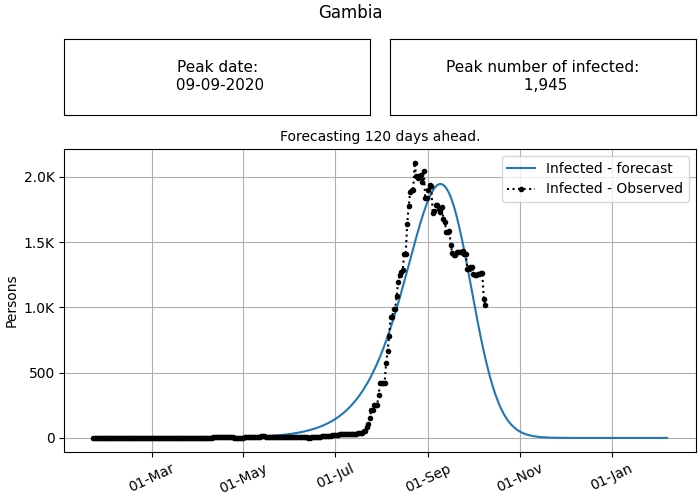 Gambia
Peak date:
09-09-2020
Peak number of infected:
1,945
Forecasting 120 days ahead.
Infected - forecast
Infected - Observed
Persons
2.0K
1.5K
1.0K
500
0
01-Mar
01-May
01-Jul
01-Sep
01-Nov
01-Jan